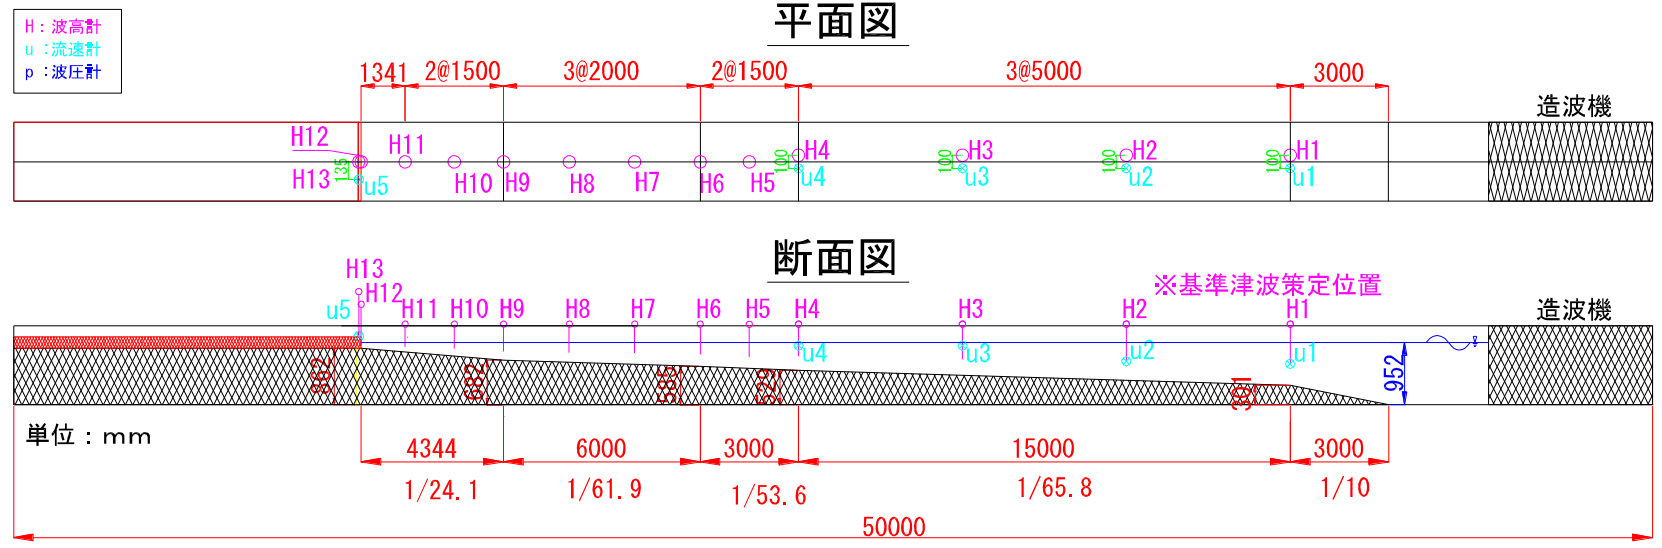 平面図
H：波高計
u：流速計
p：波圧計
1341 2@1500 3@2000 2@1500 3@5000 3000
造波機
H12 H11 H4 H3 H2 H1
135 100 100 100 100
H13 u5 H10 H9 H8 H7 H6 H5 u4 u3 u2 u1
断面図
H13
※基準津波策定位置
H12
u5 H11 H10 H9 H8 H7 H6 H5 H4 H3 H2 H1
造波機
u4 u3 u2 u1
862 682 585 529 301 952
単位：mm
4344 6000 3000 15000 3000
1/24.1 1/61.9 1/53.6 1/65.8 1/10
50000